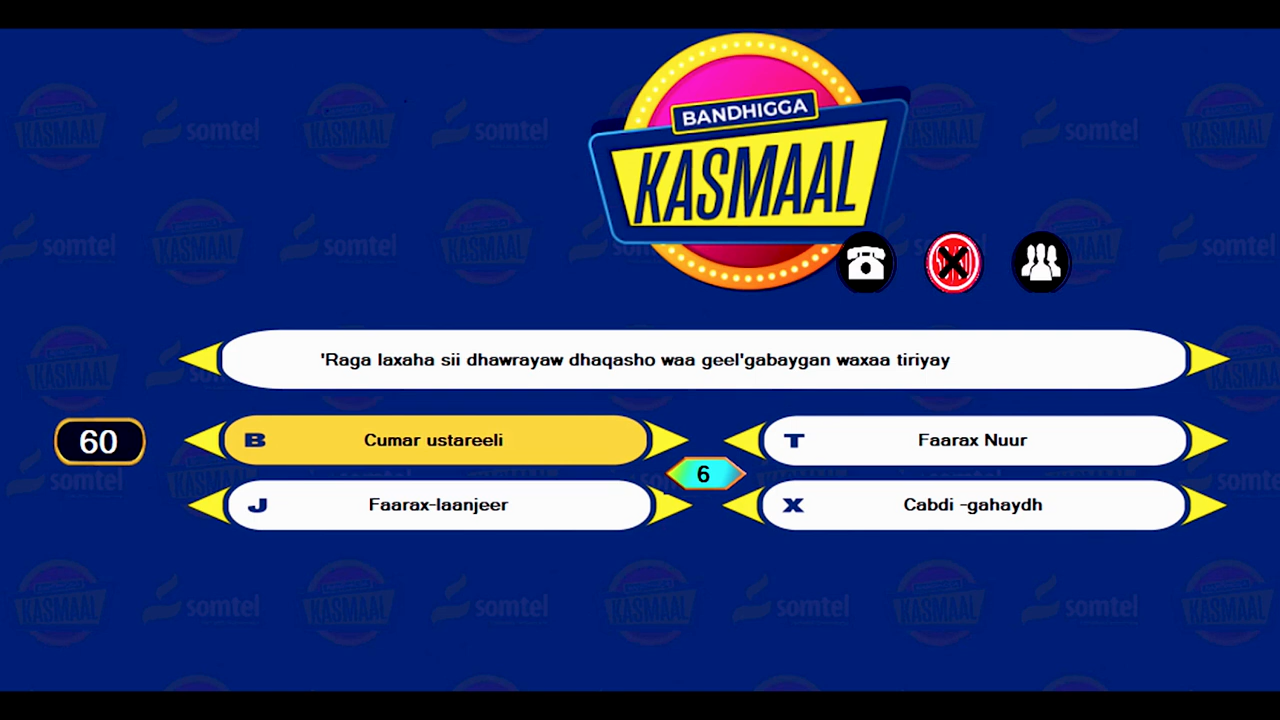 BANDHIGGA
KASMAAL
'Raga laxaha sii dhawrayaw dhaqasho waa geel'gabaygan waxaa tiriyay
60
B Cumar ustareeli
T Faarax Nuur
6
J Faarax-laanjeer
X Cabdi -gahaydh
somtel